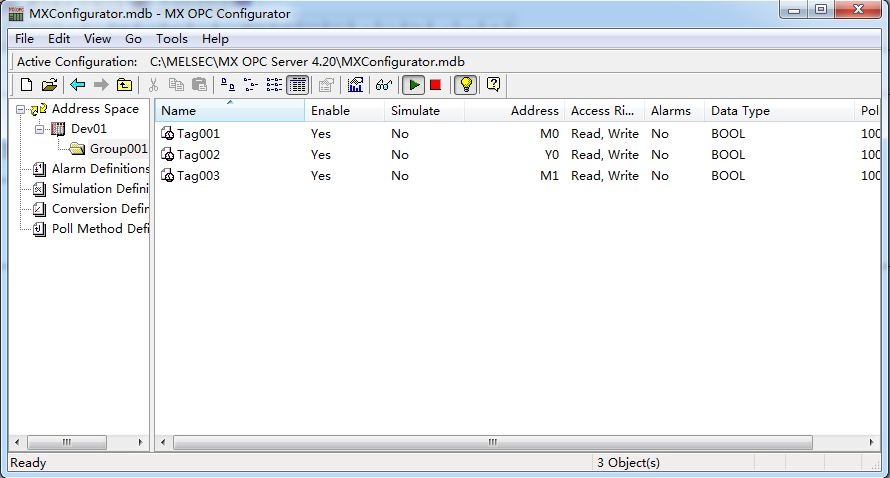 MXConfigurator.mdb - MX OPC Configurator
File Edit View Go Tools Help
Active Configuration: C:\MELSEC\MX OPC Server 4.20\MXConfigurator.mdb
Address Space
Dev01
Group001
Alarm Definitions
Simulation Defini
Conversion Defin
Poll Method Defi
Name Enable Simulate Address Access Ri... Alarms Data Type Pol
Tag001 Yes No M0 Read, Write No BOOL 100
Tag002 Yes No Y0 Read, Write No BOOL 100
Tag003 Yes No M1 Read, Write No BOOL 100
Ready 3 Object(s)